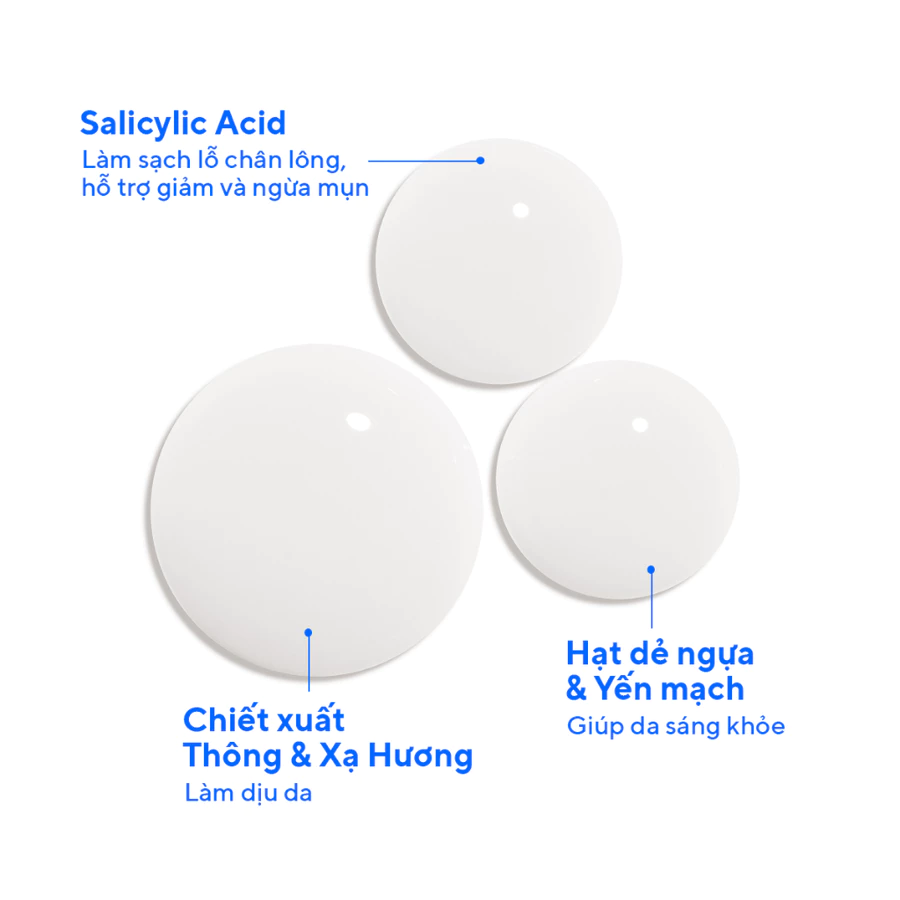 Salicylic Acid
Làm sạch lỗ chân lông,
hỗ trợ giảm và ngừa mụn
Hạt dẻ ngựa
& Yến mạch
Giúp da sáng khỏe
Chiết xuất
Thông & Xạ Hương
Làm dịu da